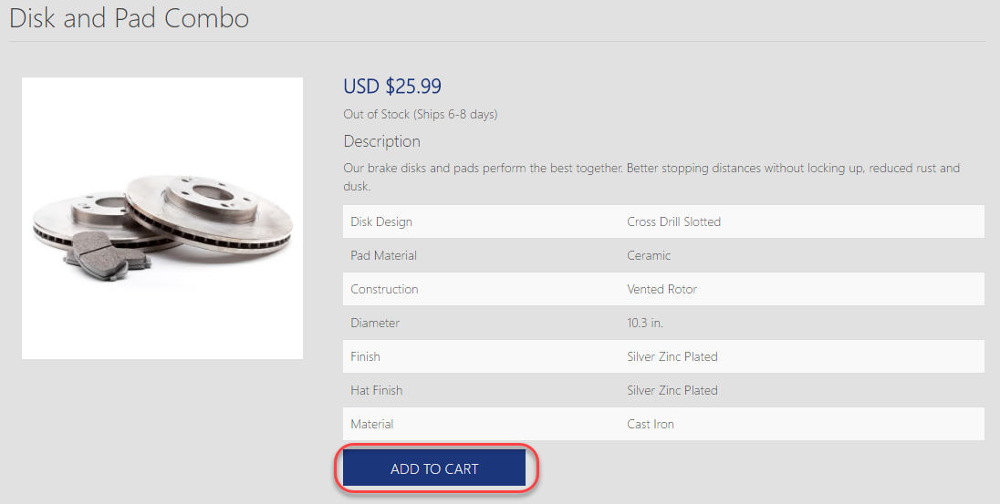 Disk and Pad Combo
USD $25.99
Out of Stock (Ships 6-8 days)
Description
Our brake disks and pads perform the best together. Better stopping distances without locking up, reduced rust and
dusk.
Disk Design Cross Drill Slotted
Pad Material Ceramic
Construction Vented Rotor
Diameter 10.3 in.
Finish Silver Zinc Plated
Hat Finish Silver Zinc Plated
Material Cast Iron
ADD TO CART